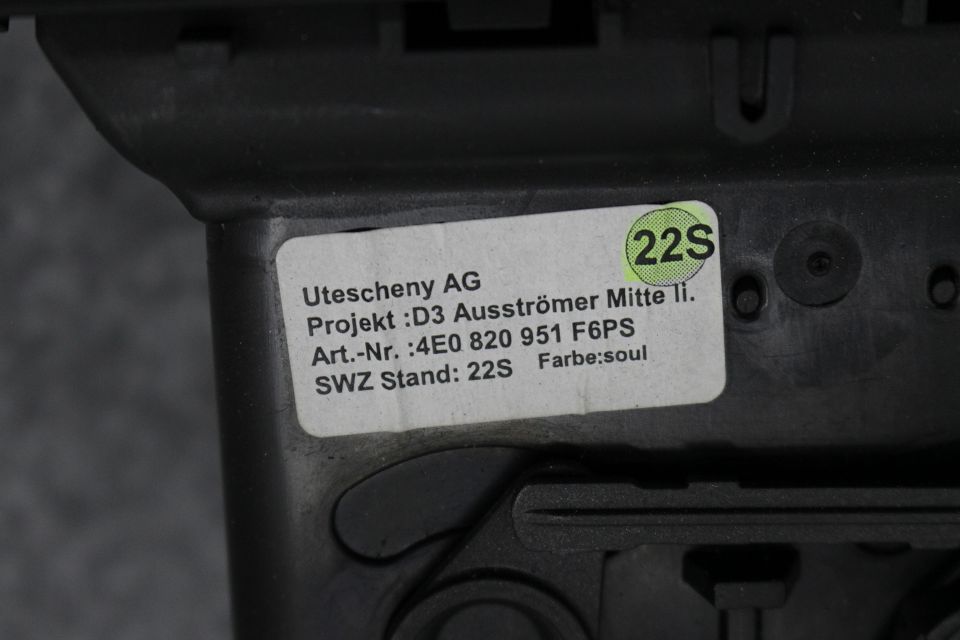 22S
Utescheny AG
Projekt :D3 Ausströmer Mitte li.
Art.-Nr. :4E0 820 951 F6PS
SWZ Stand: 22S Farbe:soul